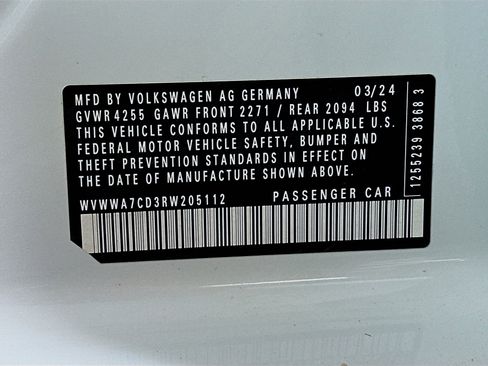 MFD BY VOLKSWAGEN AG GERMANY 03/24
GVWR 4255 GAWR FRONT 2271 / REAR 2094 LBS
THIS VEHICLE CONFORMS TO ALL APPLICABLE U.S.
FEDERAL MOTOR VEHICLE SAFETY, BUMPER AND
THEFT PREVENTION STANDARDS IN EFFECT ON
THE DATE OF MANUFACTURE SHOWN ABOVE.
WVWWA7CD3RW205112 PASSENGER CAR
1255239 3868 3